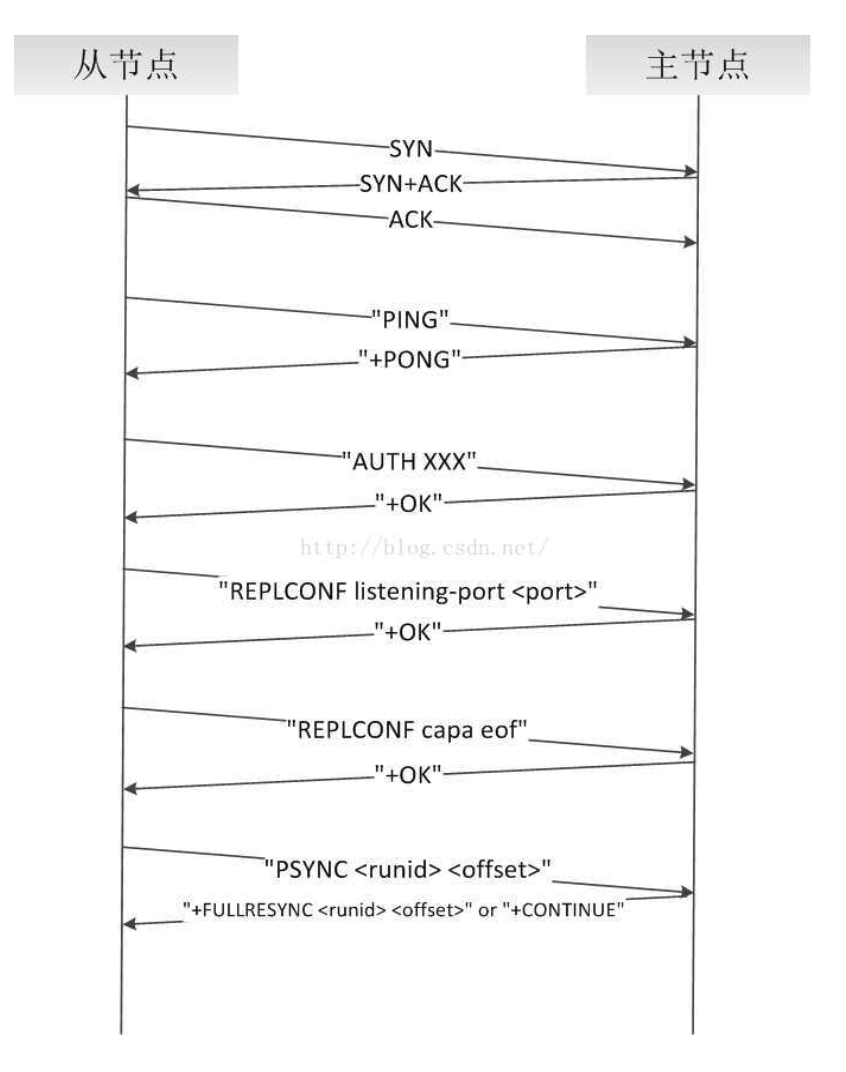 从节点
主节点
SYN
SYN+ACK
ACK
"PING"
"+PONG"
"AUTH XXX"
"+OK"
http://blog.csdn.net/
"REPLCONF listening-port <port>"
"+OK"
"REPLCONF capa eof"
"+OK"
"PSYNC <runid> <offset>"
"+FULLRESYNC <runid> <offset>" or "+CONTINUE"